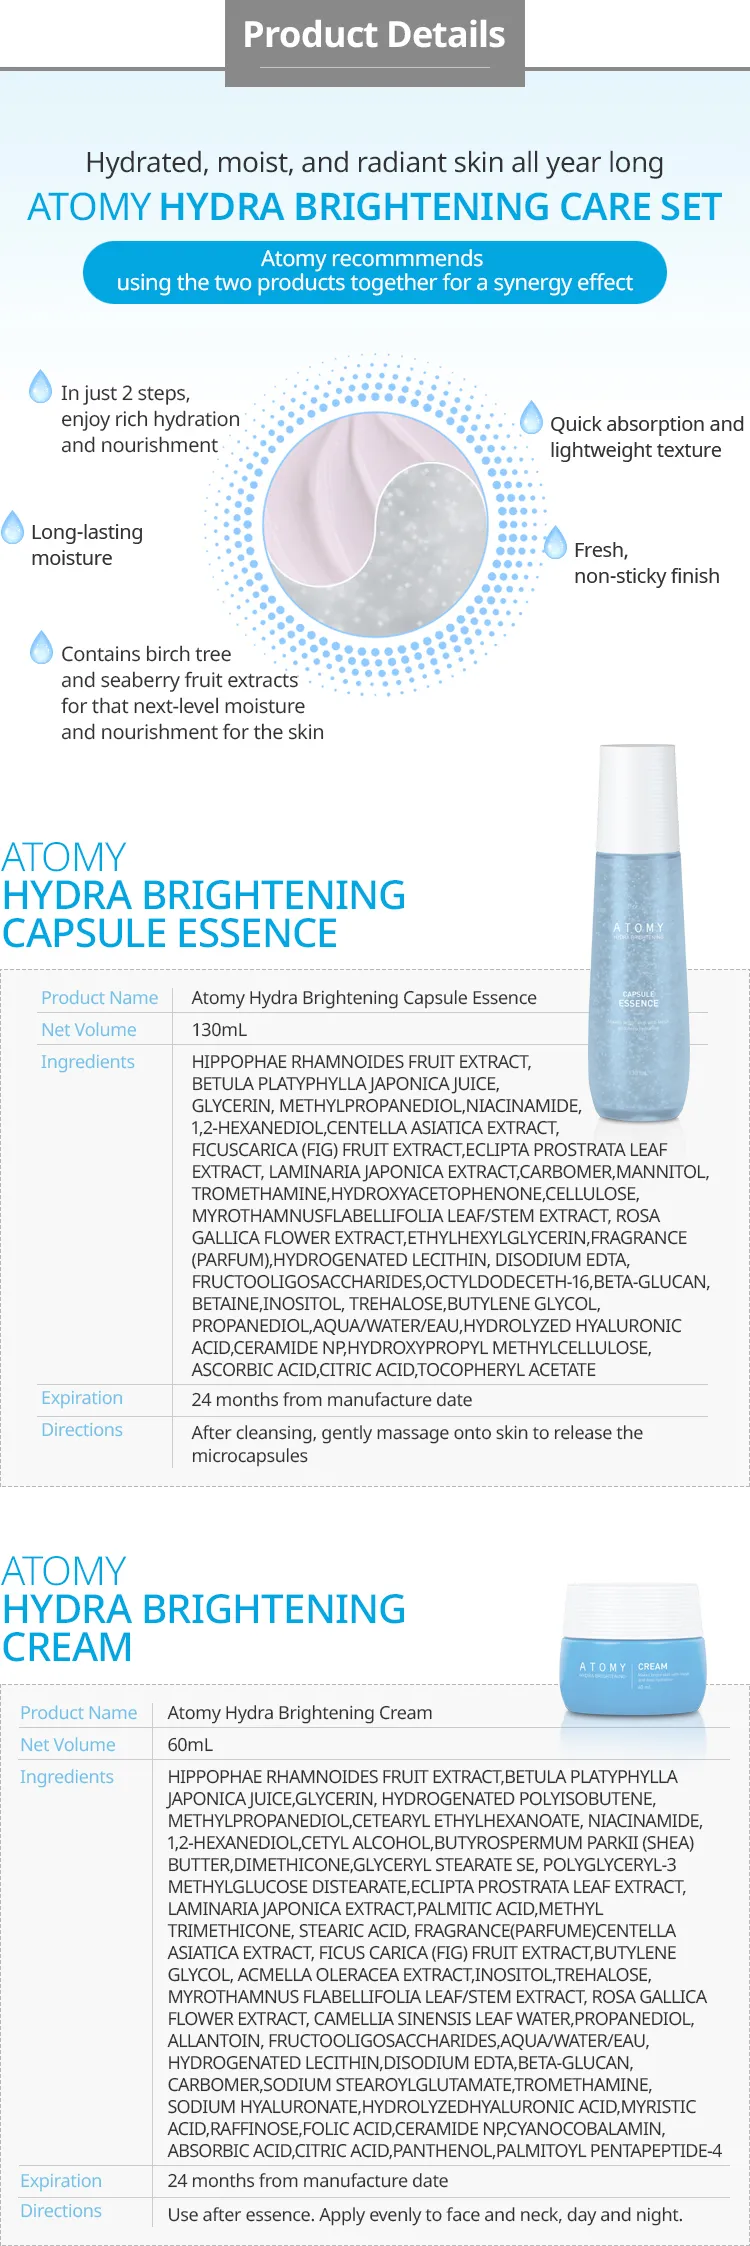 Product Details
Hydrated, moist, and radiant skin all year long
ATOMY HYDRA BRIGHTENING CARE SET
Atomy recommmends
using the two products together for a synergy effect
In just 2 steps,
enjoy rich hydration
and nourishment
Quick absorption and
lightweight texture
Long-lasting
moisture
Fresh,
non-sticky finish
Contains birch tree
and seaberry fruit extracts
for that next-level moisture
and nourishment for the skin
ATOMY
HYDRA BRIGHTENING
CAPSULE ESSENCE
ATOMY
HYDRA BRIGHTENING
CAPSULE
ESSENCE
Product Name Atomy Hydra Brightening Capsule Essence
Net Volume 130mL
Ingredients HIPPOPHAE RHAMNOIDES FRUIT EXTRACT,
BETULA PLATYPHYLLA JAPONICA JUICE,
GLYCERIN, METHYLPROPANEDIOL,NIACINAMIDE,
1,2-HEXANEDIOL,CENTELLA ASIATICA EXTRACT,
FICUSCARICA (FIG) FRUIT EXTRACT,ECLIPTA PROSTRATA LEAF
EXTRACT, LAMINARIA JAPONICA EXTRACT,CARBOMER,MANNITOL,
TROMETHAMINE,HYDROXYACETOPHENONE,CELLULOSE,
MYROTHAMNUSFLABELLIFOLIA LEAF/STEM EXTRACT, ROSA
GALLICA FLOWER EXTRACT,ETHYLHEXYLGLYCERIN,FRAGRANCE
(PARFUM),HYDROGENATED LECITHIN, DISODIUM EDTA,
FRUCTOOLIGOSACCHARIDES,OCTYLDODECETH-16,BETA-GLUCAN,
BETAINE,INOSITOL, TREHALOSE,BUTYLENE GLYCOL,
PROPANEDIOL,AQUA/WATER/EAU,HYDROLYZED HYALURONIC
ACID,CERAMIDE NP,HYDROXYPROPYL METHYLCELLULOSE,
ASCORBIC ACID,CITRIC ACID,TOCOPHERYL ACETATE
Expiration 24 months from manufacture date
Directions After cleansing, gently massage onto skin to release the
microcapsules
ATOMY
HYDRA BRIGHTENING
CREAM
ATOMY
HYDRA BRIGHTENING
CREAM
Product Name Atomy Hydra Brightening Cream
Net Volume 60mL
Ingredients HIPPOPHAE RHAMNOIDES FRUIT EXTRACT,BETULA PLATYPHYLLA
JAPONICA JUICE,GLYCERIN, HYDROGENATED POLYISOBUTENE,
METHYLPROPANEDIOL,CETEARYL ETHYLHEXANOATE, NIACINAMIDE,
1,2-HEXANEDIOL,CETYL ALCOHOL,BUTYROSPERMUM PARKII (SHEA)
BUTTER,DIMETHICONE,GLYCERYL STEARATE SE, POLYGLYCERYL-3
METHYLGLUCOSE DISTEARATE,ECLIPTA PROSTRATA LEAF EXTRACT,
LAMINARIA JAPONICA EXTRACT,PALMITIC ACID,METHYL
TRIMETHICONE, STEARIC ACID, FRAGRANCE(PARFUME)CENTELLA
ASIATICA EXTRACT, FICUS CARICA (FIG) FRUIT EXTRACT,BUTYLENE
GLYCOL, ACMELLA OLERACEA EXTRACT,INOSITOL,TREHALOSE,
MYROTHAMNUS FLABELLIFOLIA LEAF/STEM EXTRACT, ROSA GALLICA
FLOWER EXTRACT, CAMELLIA SINENSIS LEAF WATER,PROPANEDIOL,
ALLANTOIN, FRUCTOOLIGOSACCHARIDES,AQUA/WATER/EAU,
HYDROGENATED LECITHIN,DISODIUM EDTA,BETA-GLUCAN,
CARBOMER,SODIUM STEAROYLGLUTAMATE,TROMETHAMINE,
SODIUM HYALURONATE,HYDROLYZEDHYALURONIC ACID,MYRISTIC
ACID,RAFFINOSE,FOLIC ACID,CERAMIDE NP,CYANOCOBALAMIN,
ABSORBIC ACID,CITRIC ACID,PANTHENOL,PALMITOYL PENTAPEPTIDE-4
Expiration 24 months from manufacture date
Directions Use after essence. Apply evenly to face and neck, day and night.